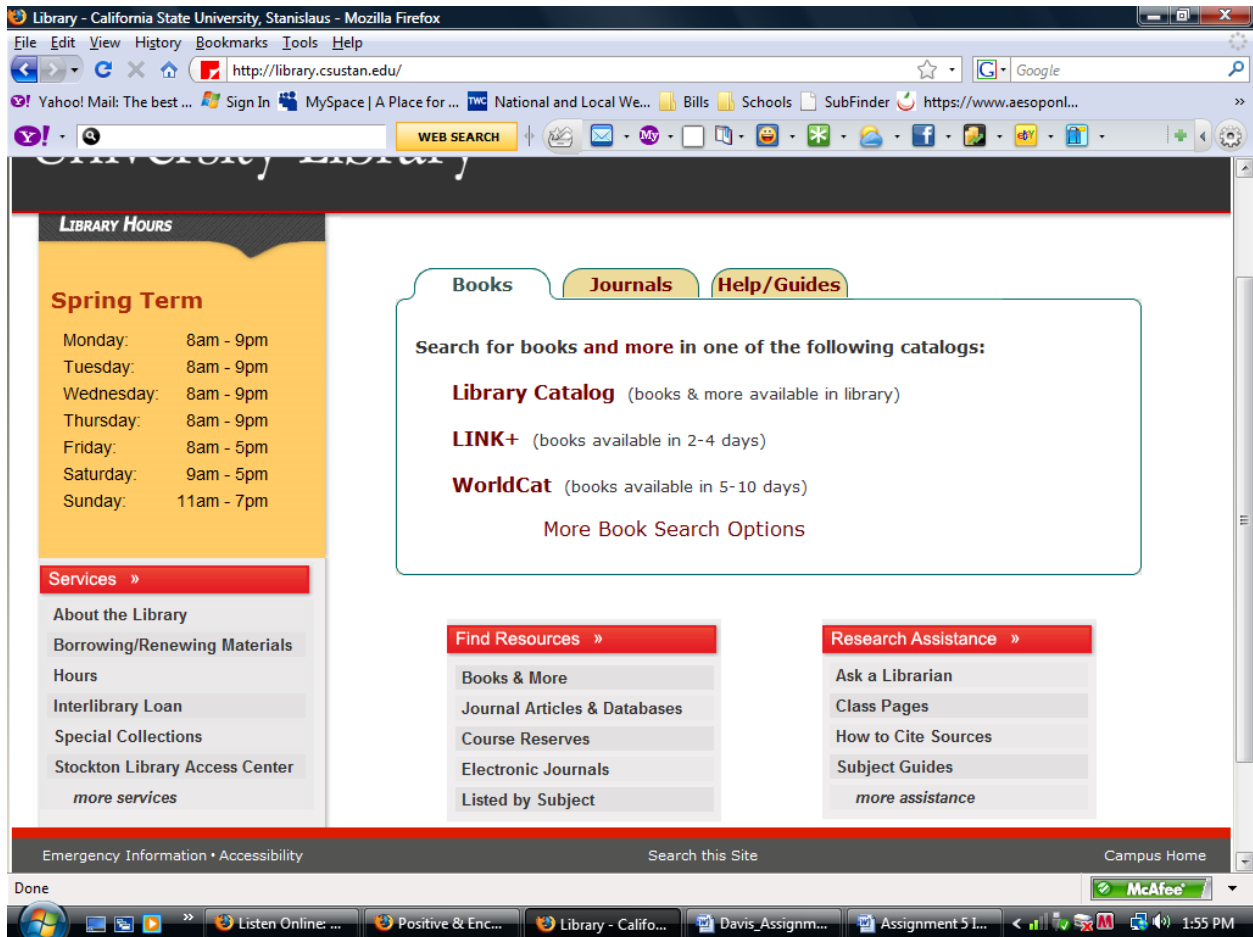 Library - California State University, Stanislaus - Mozilla Firefox
File Edit View History Bookmarks Tools Help
http://library.csustan.edu/
G Google
Yahoo! Mail: The best ... Sign In MySpace | A Place for ... TWC National and Local We... Bills Schools SubFinder https://www.aesoponl... »
Y! WEB SEARCH My ebY
University Library
LIBRARY HOURS
Spring Term
Monday: 8am - 9pm
Tuesday: 8am - 9pm
Wednesday: 8am - 9pm
Thursday: 8am - 9pm
Friday: 8am - 5pm
Saturday: 9am - 5pm
Sunday: 11am - 7pm
Books Journals Help/Guides
Search for books and more in one of the following catalogs:
Library Catalog (books & more available in library)
LINK+ (books available in 2-4 days)
WorldCat (books available in 5-10 days)
More Book Search Options
Services »
About the Library
Borrowing/Renewing Materials
Hours
Interlibrary Loan
Special Collections
Stockton Library Access Center
more services
Find Resources »
Books & More
Journal Articles & Databases
Course Reserves
Electronic Journals
Listed by Subject
Research Assistance »
Ask a Librarian
Class Pages
How to Cite Sources
Subject Guides
more assistance
Emergency Information • Accessibility Search this Site Campus Home
Done McAfee
» Listen Online: ... Positive & Enc... Library - Califo... Davis_Assignm... Assignment 5 I... < 1:55 PM